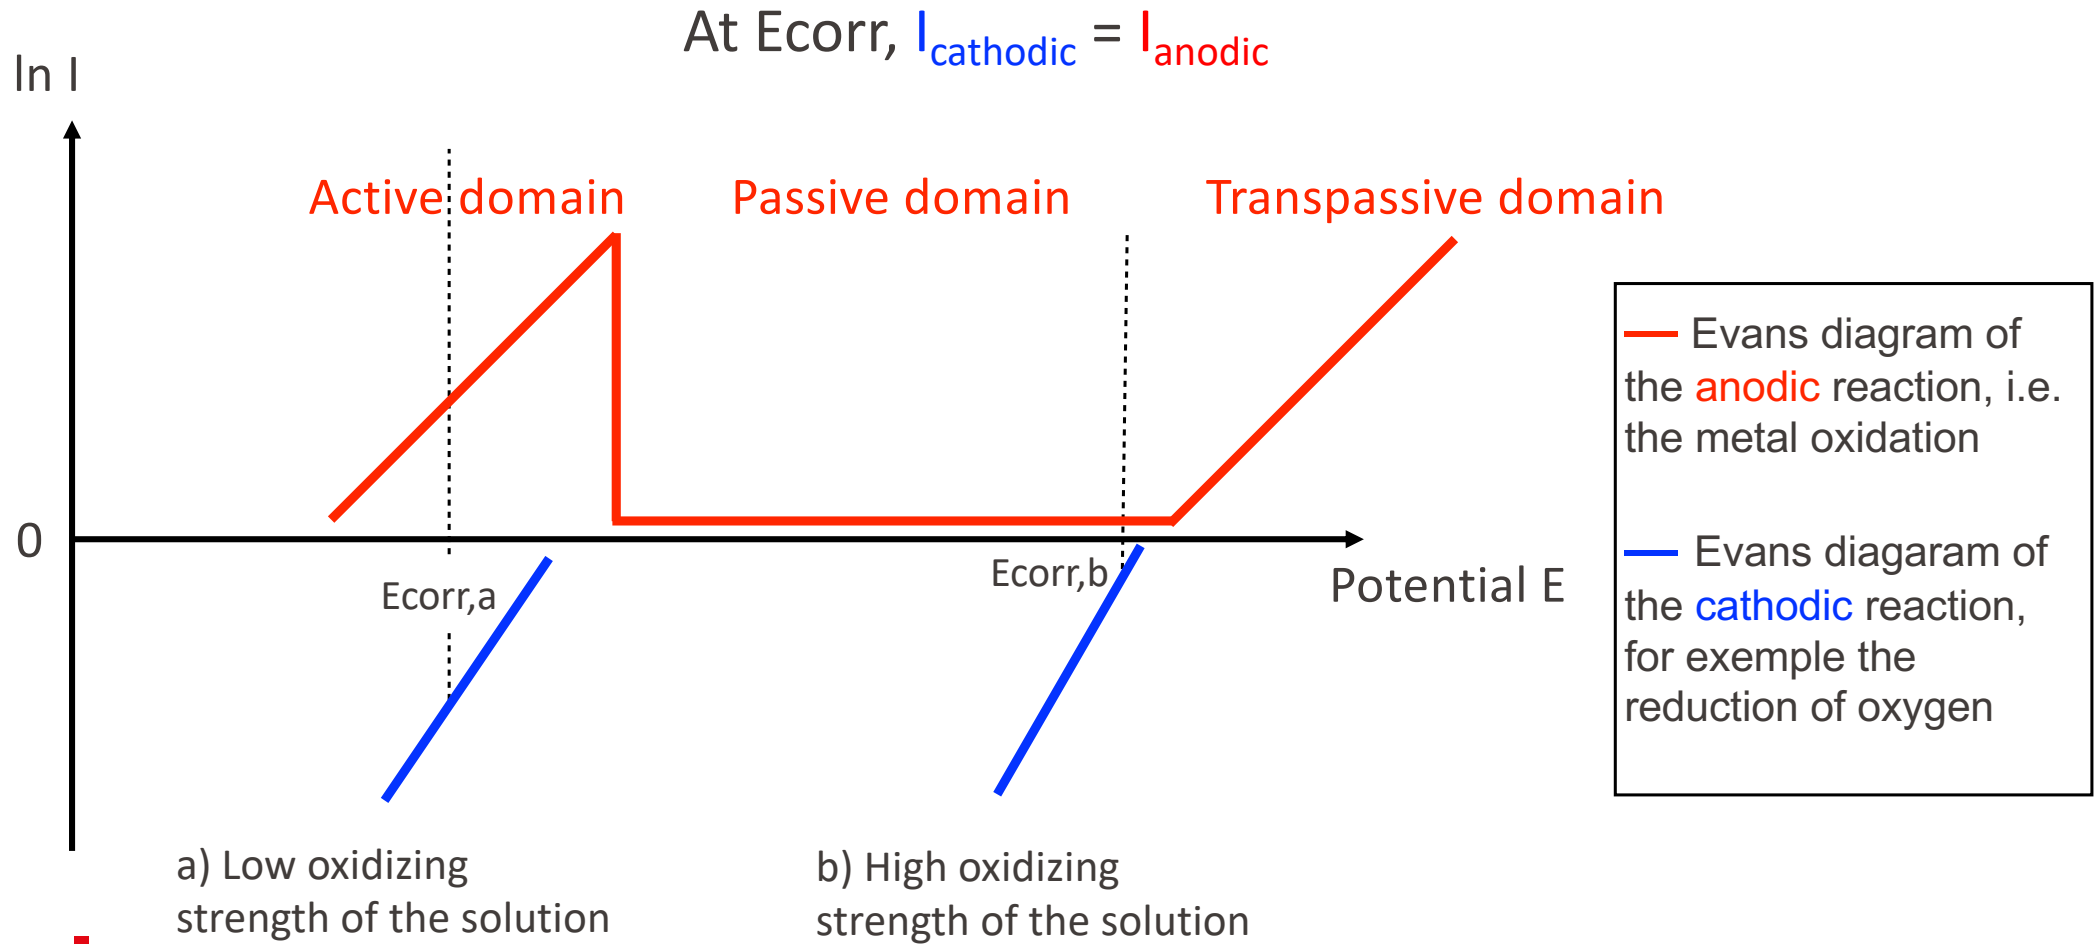 At Ecorr, Icathodic = Ianodic
ln I
Active domain
Passive domain
Transpassive domain
Evans diagram of
the anodic reaction, i.e.
the metal oxidation
Evans diagaram of
the cathodic reaction,
for exemple the
reduction of oxygen
0
Ecorr,a
Ecorr,b
Potential E
a) Low oxidizing
strength of the solution
b) High oxidizing
strength of the solution